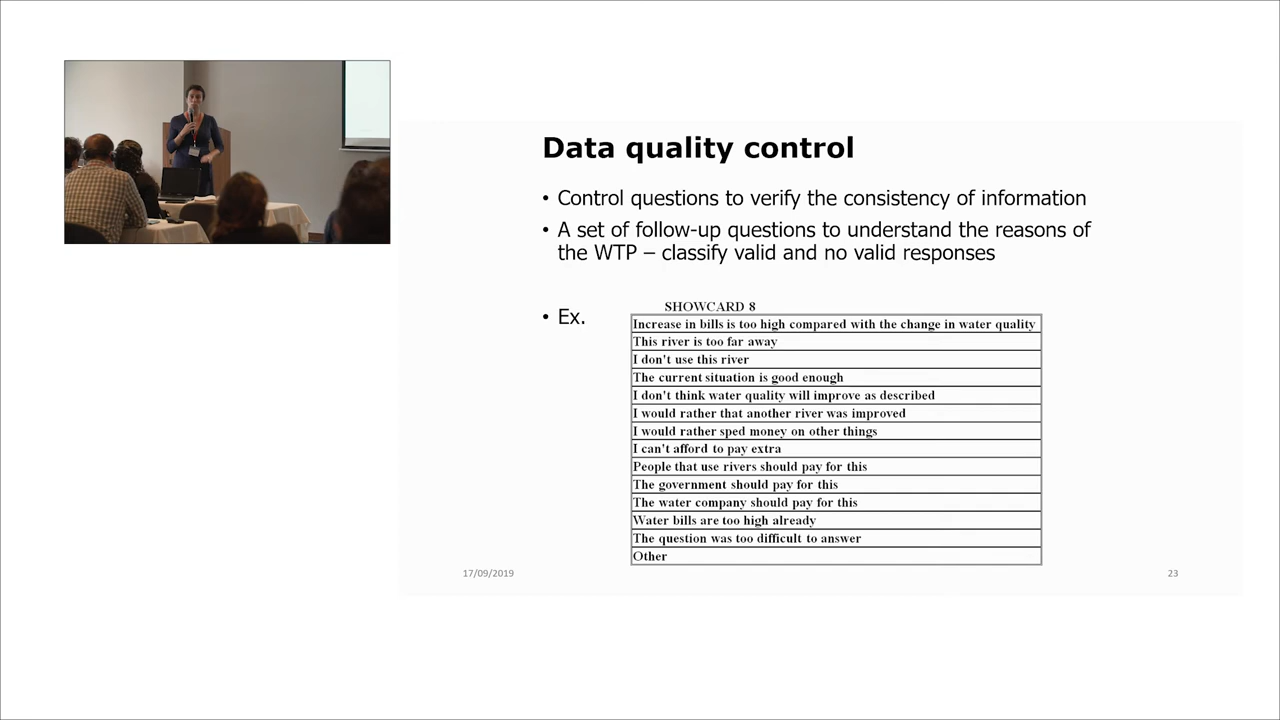 Data quality control
• Control questions to verify the consistency of information
• A set of follow-up questions to understand the reasons of
the WTP – classify valid and no valid responses
• Ex.
SHOWCARD 8
Increase in bills is too high compared with the change in water quality
This river is too far away
I don't use this river
The current situation is good enough
I don't think water quality will improve as described
I would rather that another river was improved
I would rather sped money on other things
I can't afford to pay extra
People that use rivers should pay for this
The government should pay for this
The water company should pay for this
Water bills are too high already
The question was too difficult to answer
Other
17/09/2019
23